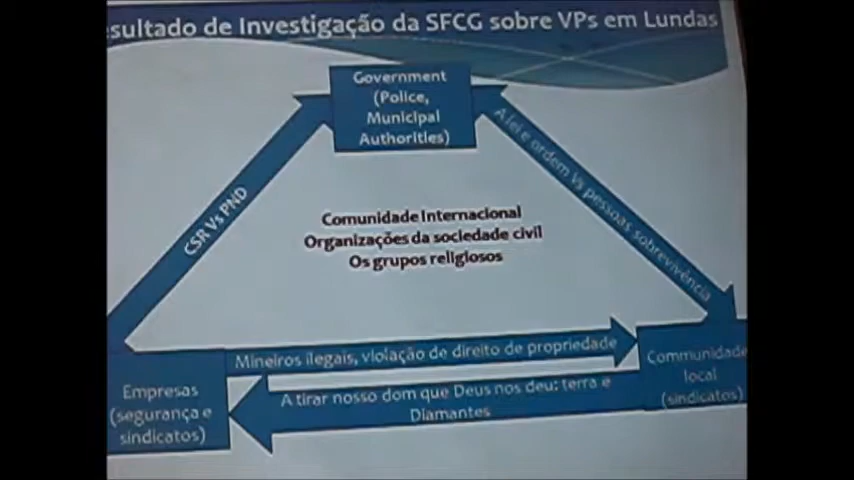 esultado de Investigação da SFCG sobre VPs em Lundas
Government
(Police,
Municipal
Authorities)
CSR Vs PND
A lei e ordem Vs pessoas sobrevivência
Comunidade Internacional
Organizações da sociedade civil
Os grupos religiosos
Mineiros ilegais, violação de direito de propriedade
A tirar nosso dom que Deus nos deu: terra e
Diamantes
Empresas
(segurança e
sindicatos)
Communidade
local
(sindicatos)